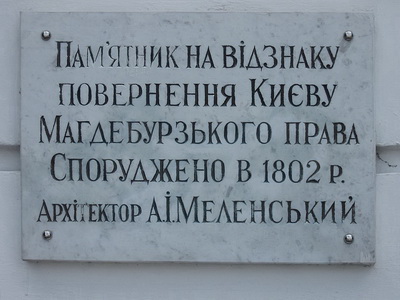 Пам'ятник на відзнаку
повернення Києву
Магдебурзького права
Споруджено в 1802 р.
Архітектор А.І.Меленський